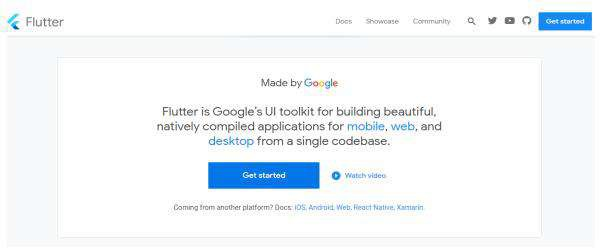 Flutter
Docs Showcase Community Get started
Made by Google
Flutter is Google's UI toolkit for building beautiful,
natively compiled applications for mobile, web, and
desktop from a single codebase.
Get started Watch video
Coming from another platform? Docs: iOS, Android, Web, React Native, Xamarin.